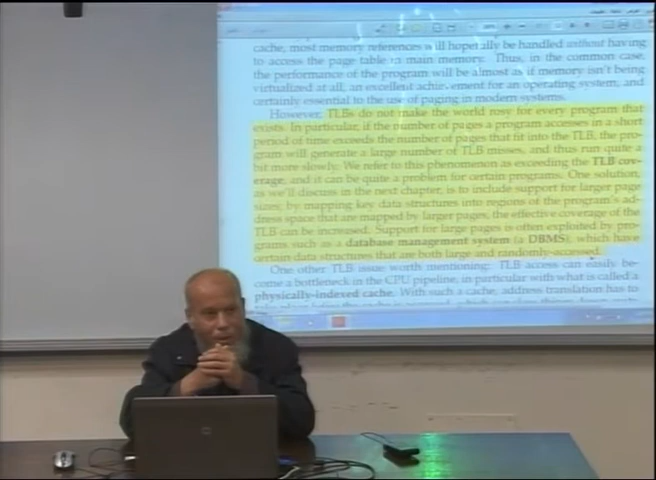 cache, most memory references will hopefully be handled without having
to access the page table in main memory. Thus, in the common case,
the performance of the program will be almost as if memory isn't being
virtualized at all, an excellent achievement for an operating system, and
certainly essential to the use of paging in modern systems.
However, TLBs do not make the world rosy for every program that
exists. In particular, if the number of pages a program accesses in a short
period of time exceeds the number of pages that fit into the TLB, the pro-
gram will generate a large number of TLB misses, and thus run quite a
bit more slowly. We refer to this phenomenon as exceeding the TLB cov-
erage, and it can be quite a problem for certain programs. One solution,
as we'll discuss in the next chapter, is to include support for larger page
sizes; by mapping key data structures into regions of the program's ad-
dress space that are mapped by larger pages, the effective coverage of the
TLB can be increased. Support for large pages is often exploited by pro-
grams such as a database management system (a DBMS), which have
certain data structures that are both large and randomly-accessed.
One other TLB issue worth mentioning: TLB access can easily be-
come a bottleneck in the CPU pipeline, in particular with what is called a
physically-indexed cache. With such a cache, address translation has to